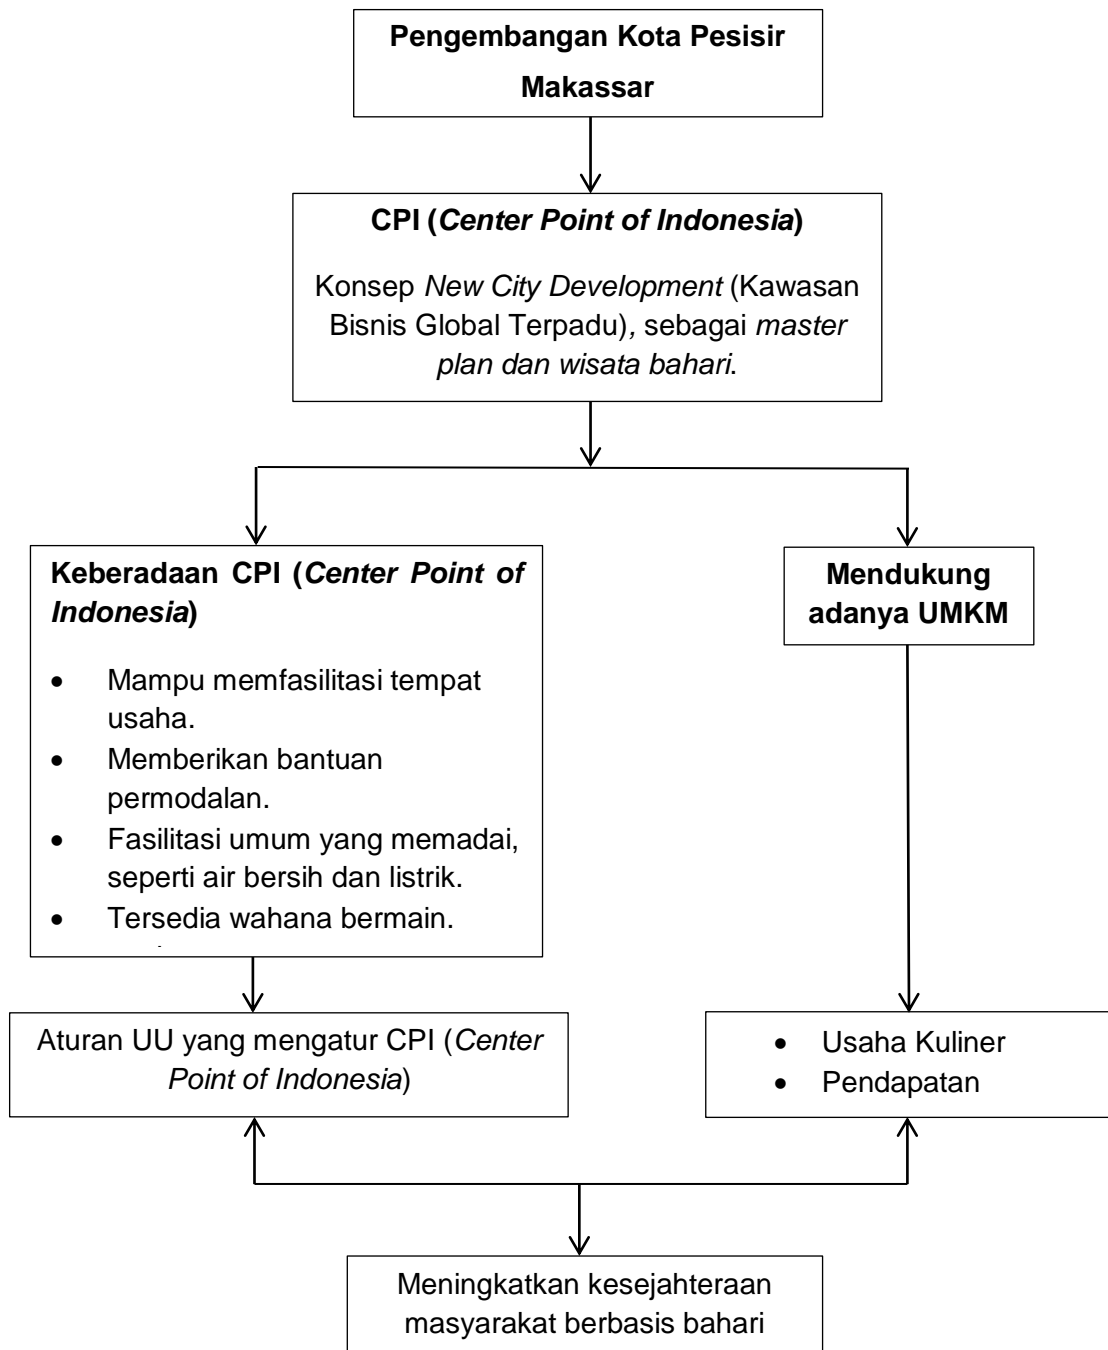 Pengembangan Kota Pesisir
Makassar
CPI (Center Point of Indonesia)
Konsep New City Development (Kawasan
Bisnis Global Terpadu), sebagai master
plan dan wisata bahari.
Keberadaan CPI (Center Point of
Indonesia)
• Mampu memfasilitasi tempat
usaha.
• Memberikan bantuan
permodalan.
• Fasilitasi umum yang memadai,
seperti air bersih dan listrik.
• Tersedia wahana bermain.
Mendukung
adanya UMKM
Aturan UU yang mengatur CPI (Center
Point of Indonesia)
• Usaha Kuliner
• Pendapatan
Meningkatkan kesejahteraan
masyarakat berbasis bahari